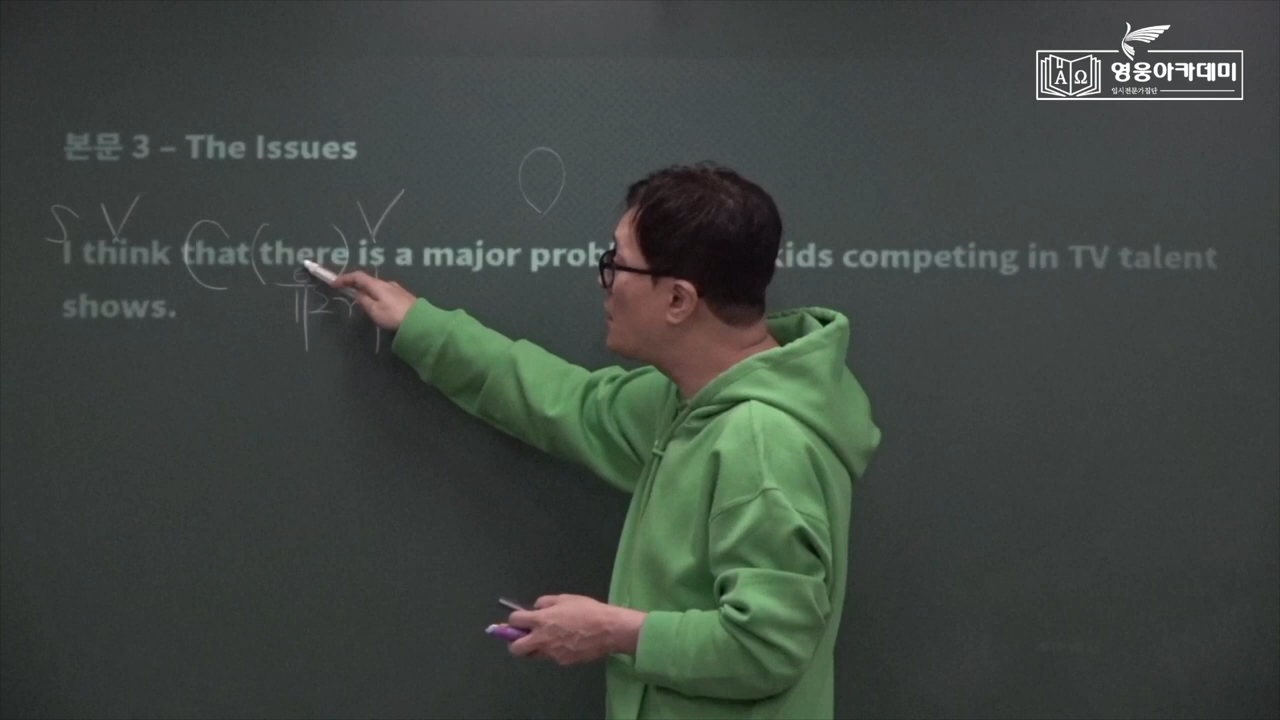 영웅아카데미
입시전문가집단
H
A Ω
본문 3 – The Issues
S V V
I think that (there) is a major prob kids competing in TV talent
shows.